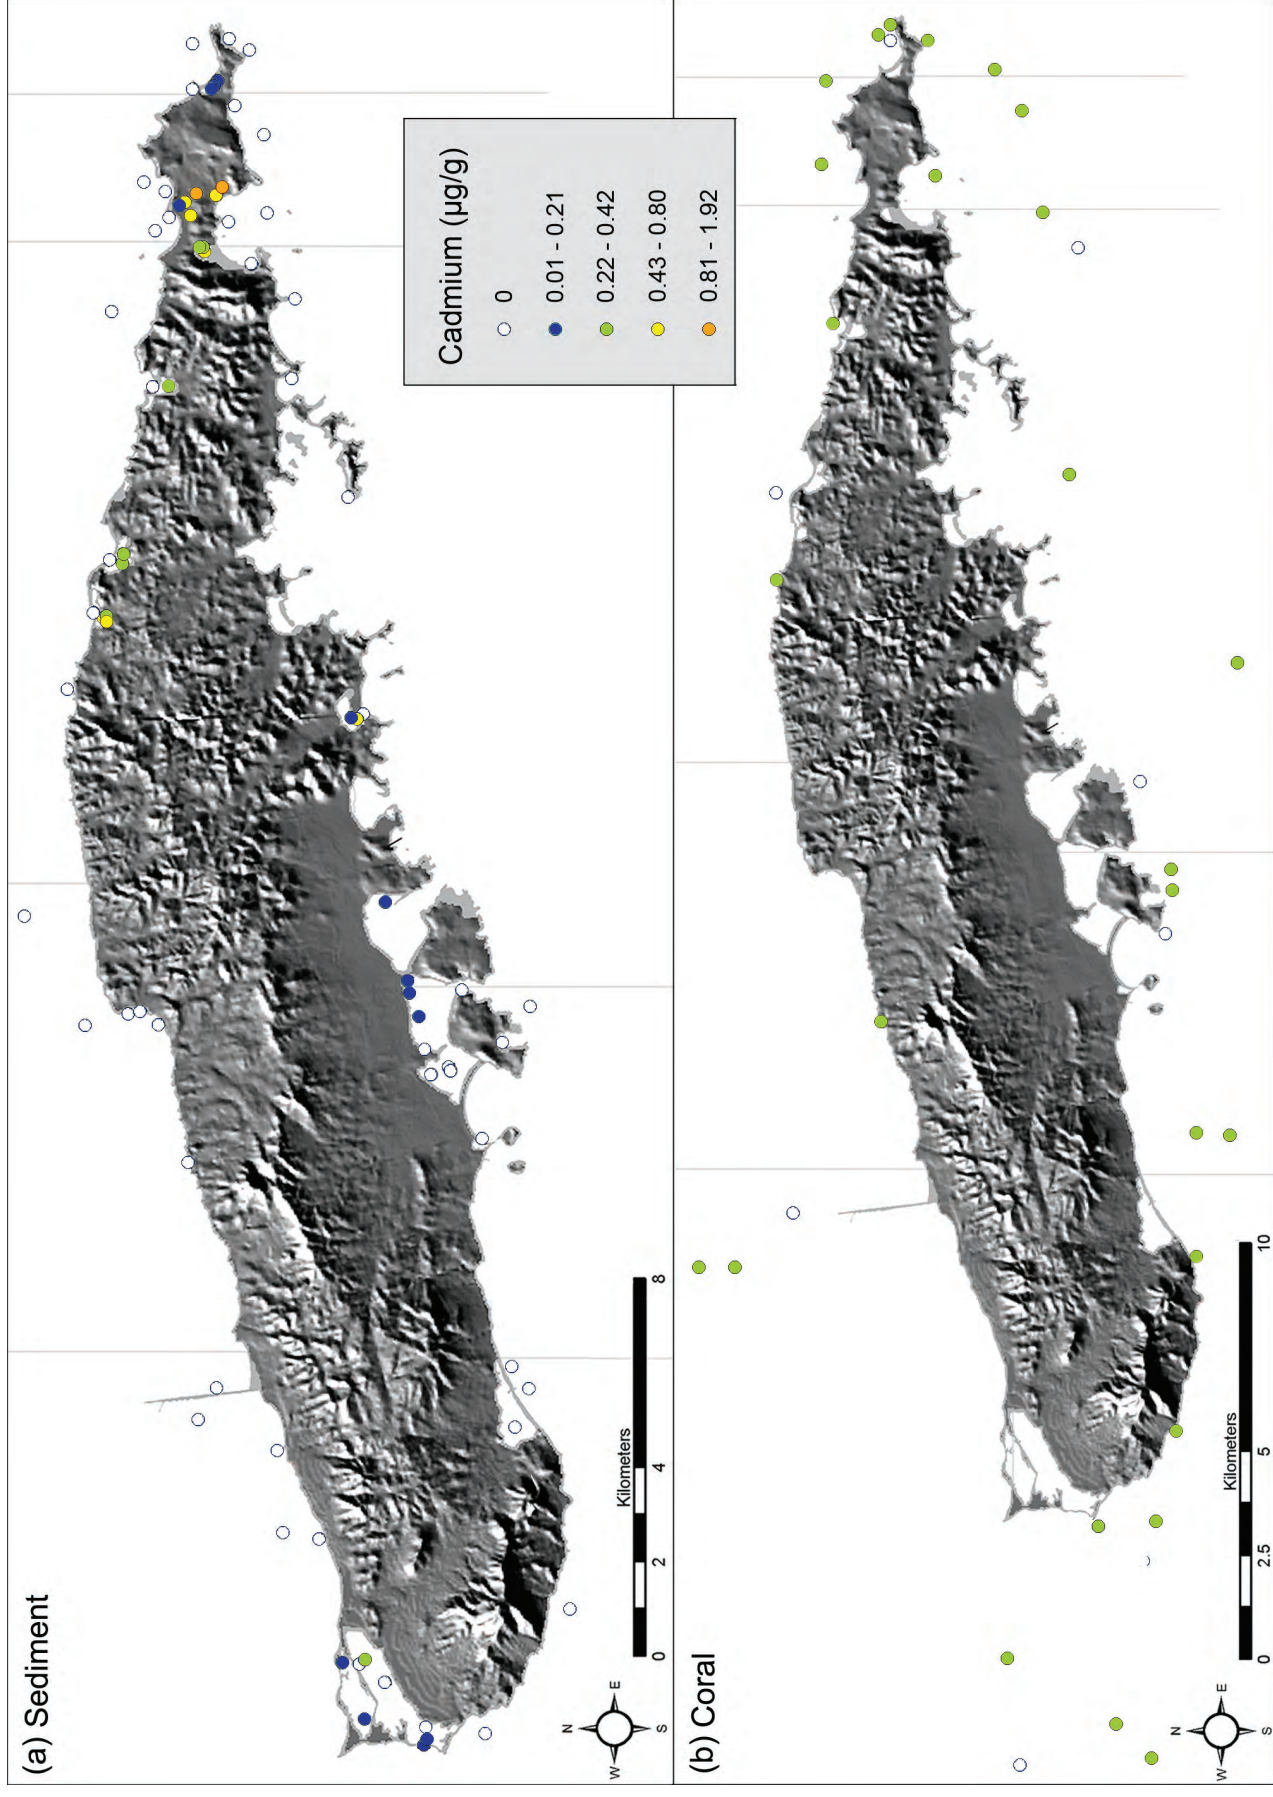 (a) Sediment
N
W E
S
Kilometers
0 2 4 8
Cadmium (µg/g)
0
0.01 - 0.21
0.22 - 0.42
0.43 - 0.80
0.81 - 1.92
(b) Coral
N
W E
S
Kilometers
0 2.5 5 10